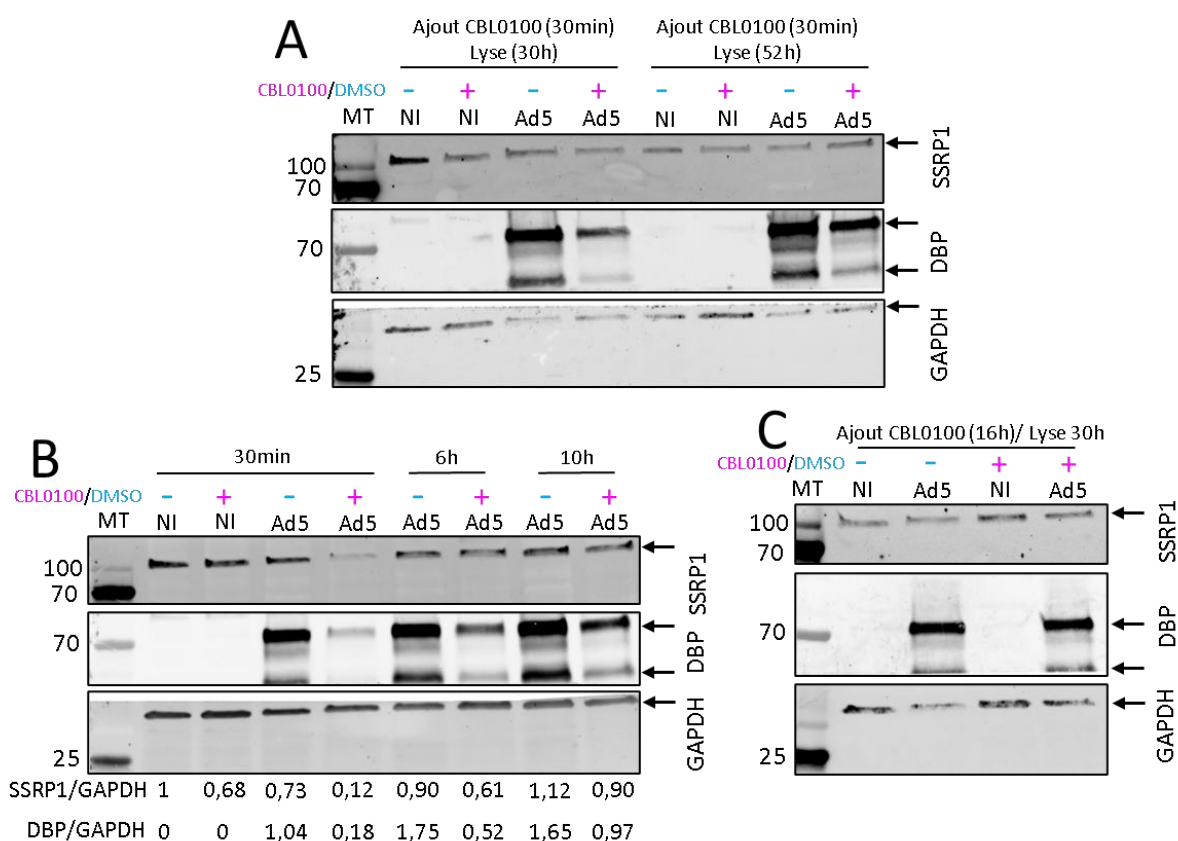 A
Ajout CBL0100 (30min) Ajout CBL0100 (30min)
Lyse (30h) Lyse (52h)
CBL0100/DMSO - + - + - + - +
MT NI NI Ad5 Ad5 NI NI Ad5 Ad5
100
70
SSRP1
70
DBP
25
GAPDH
B
30min 6h 10h
CBL0100/DMSO - + - + - + - +
MT NI NI Ad5 Ad5 Ad5 Ad5 Ad5 Ad5
100
70
SSRP1
70
DBP
25
GAPDH
SSRP1/GAPDH 1 0,68 0,73 0,12 0,90 0,61 1,12 0,90
DBP/GAPDH 0 0 1,04 0,18 1,75 0,52 1,65 0,97
C
Ajout CBL0100 (16h)/ Lyse 30h
CBL0100/DMSO - - + +
MT NI Ad5 NI Ad5
100
70
SSRP1
70
DBP
25
GAPDH